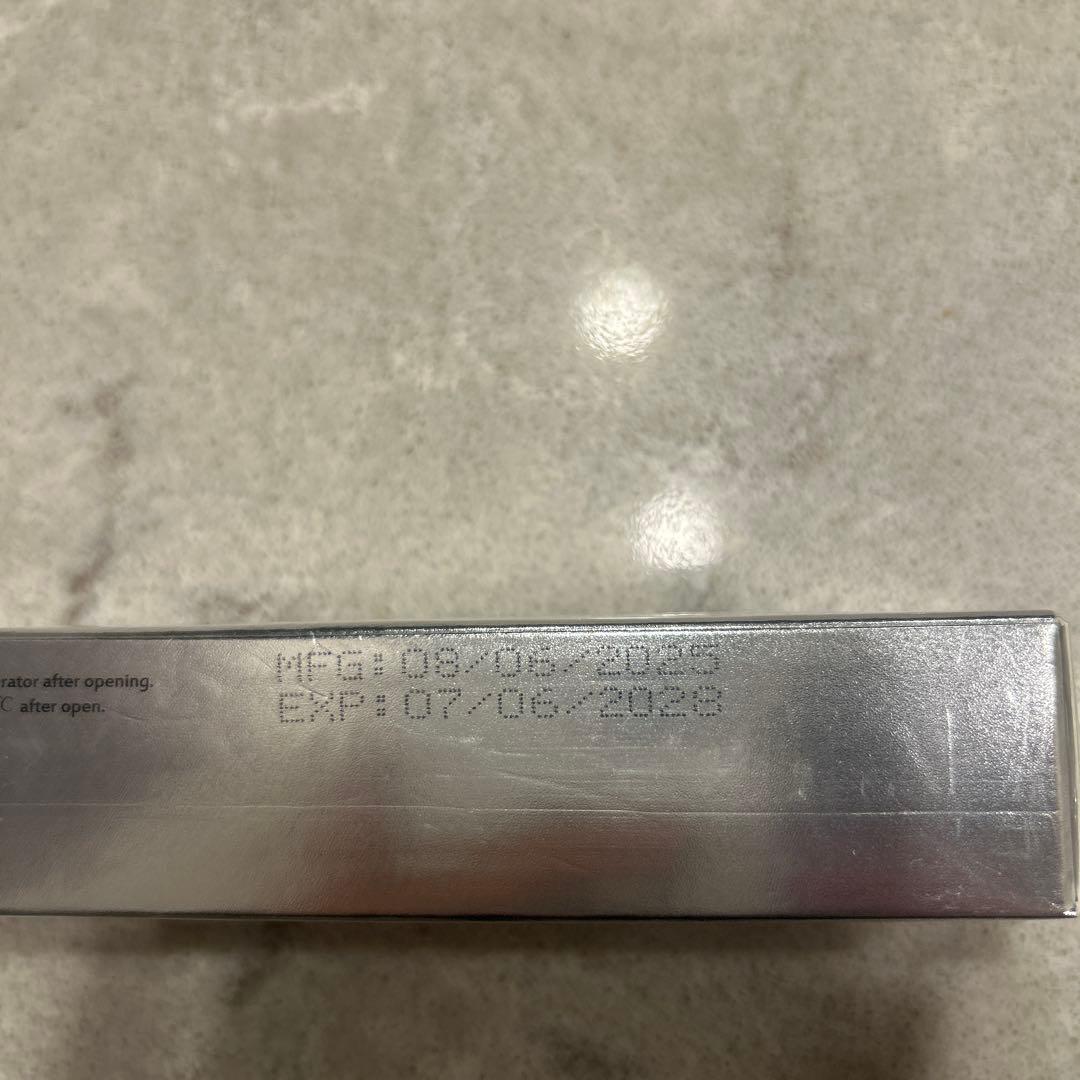 rator after opening.
℃ after open.
MFG:08/06/2025
EXP:07/06/2028